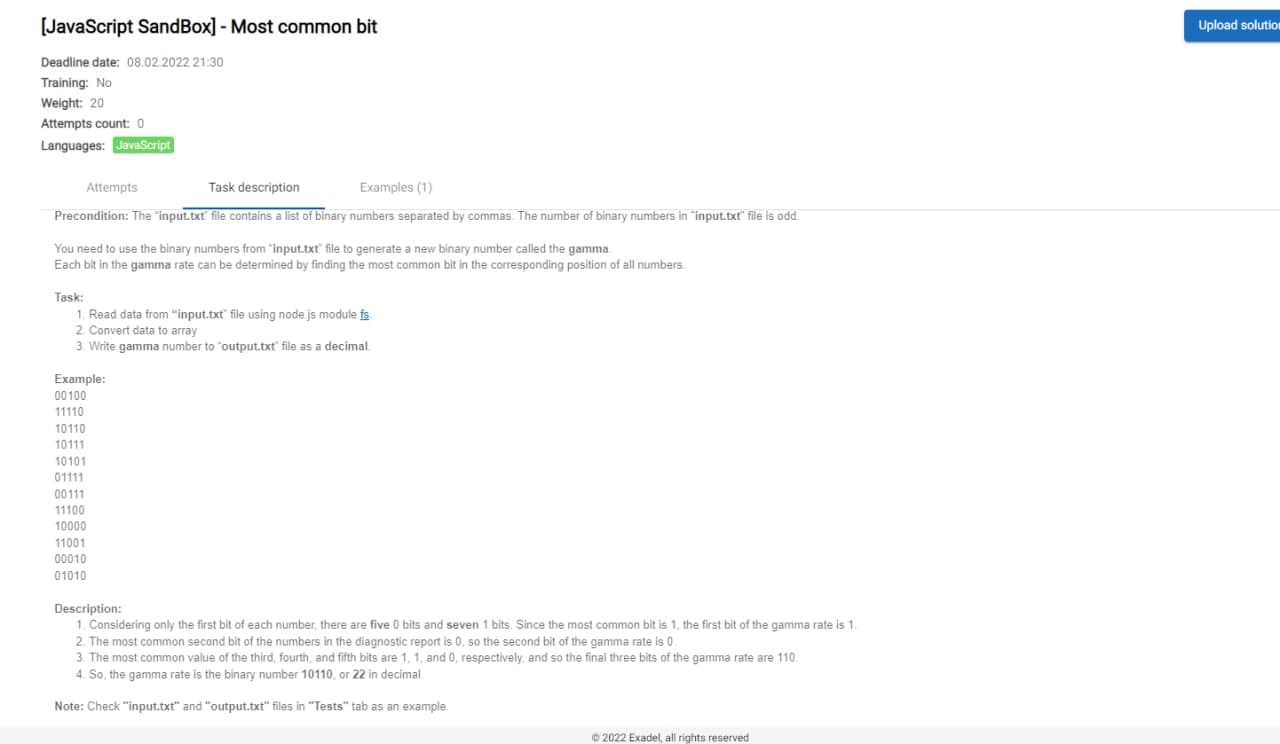 [JavaScript SandBox] - Most common bit
Upload solution
Deadline date: 08.02.2022 21:30
Training: No
Weight: 20
Attempts count: 0
Languages: JavaScript
Attempts Task description Examples (1)
Precondition: The "input.txt" file contains a list of binary numbers separated by commas. The number of binary numbers in "input.txt" file is odd.
You need to use the binary numbers from "input.txt" file to generate a new binary number called the gamma.
Each bit in the gamma rate can be determined by finding the most common bit in the corresponding position of all numbers.
Task:
1. Read data from "input.txt" file using node.js module fs.
2. Convert data to array
3. Write gamma number to "output.txt" file as a decimal.
Example:
00100
11110
10110
10111
10101
01111
00111
11100
10000
11001
00010
01010
Description:
1. Considering only the first bit of each number, there are five 0 bits and seven 1 bits. Since the most common bit is 1, the first bit of the gamma rate is 1.
2. The most common second bit of the numbers in the diagnostic report is 0, so the second bit of the gamma rate is 0.
3. The most common value of the third, fourth, and fifth bits are 1, 1, and 0, respectively, and so the final three bits of the gamma rate are 110.
4. So, the gamma rate is the binary number 10110, or 22 in decimal.
Note: Check "input.txt" and "output.txt" files in "Tests" tab as an example.
© 2022 Exadel, all rights reserved